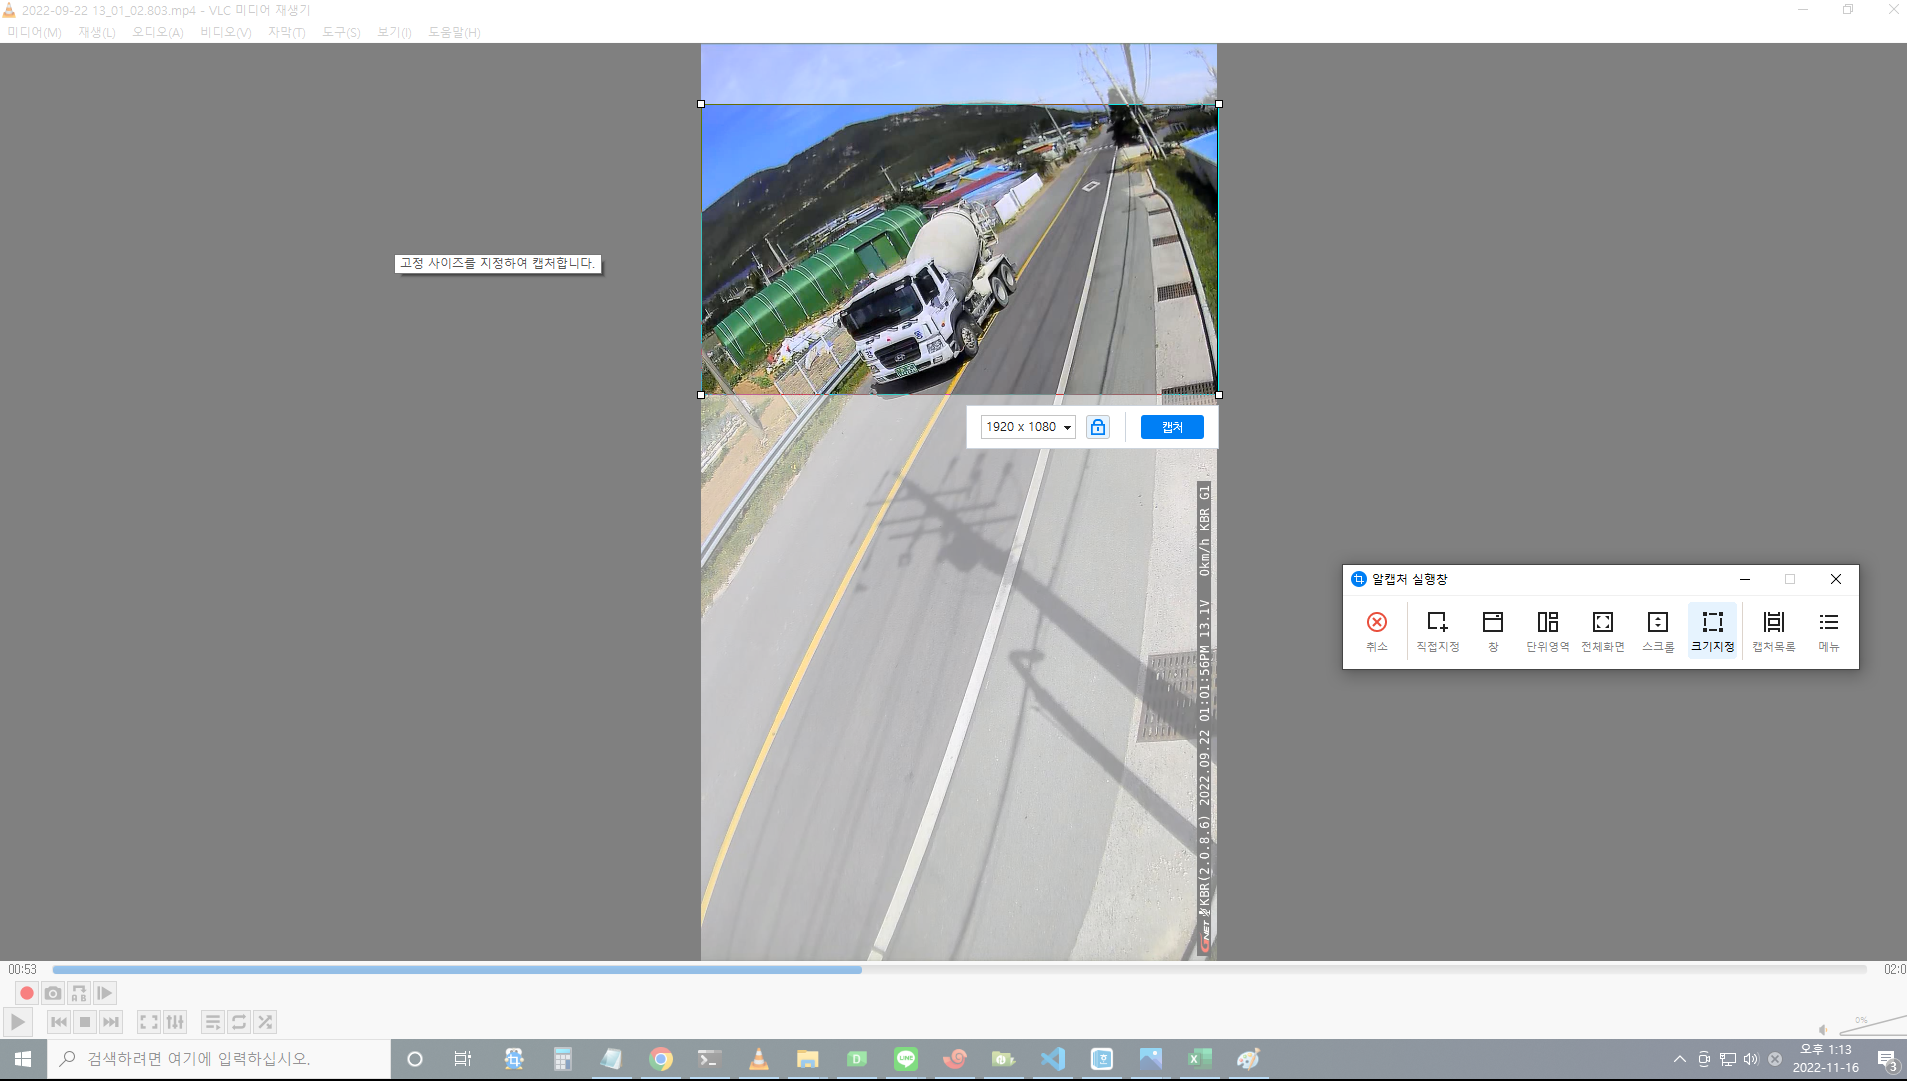 2022-09-22 13_01_02.803.mp4 - VLC 미디어 재생기
미디어(M) 재생(L) 오디오(A) 비디오(V) 자막(T) 도구(S) 보기(I) 도움말(H)
고정 사이즈를 지정하여 캡처합니다.
1920 x 1080 캡처
GNET KBR(2.0.8.6) 2022.09.22 01:01:56PM 13.1V 0km/h KBR G1
알캡처 실행창
취소 직접지정 창 단위영역 전체화면 스크롤 크기지정 캡처목록 메뉴
00:53 02:0
A B
0%
검색하려면 여기에 입력하십시오.
D
LINE
오후 1:13
2022-11-16
3